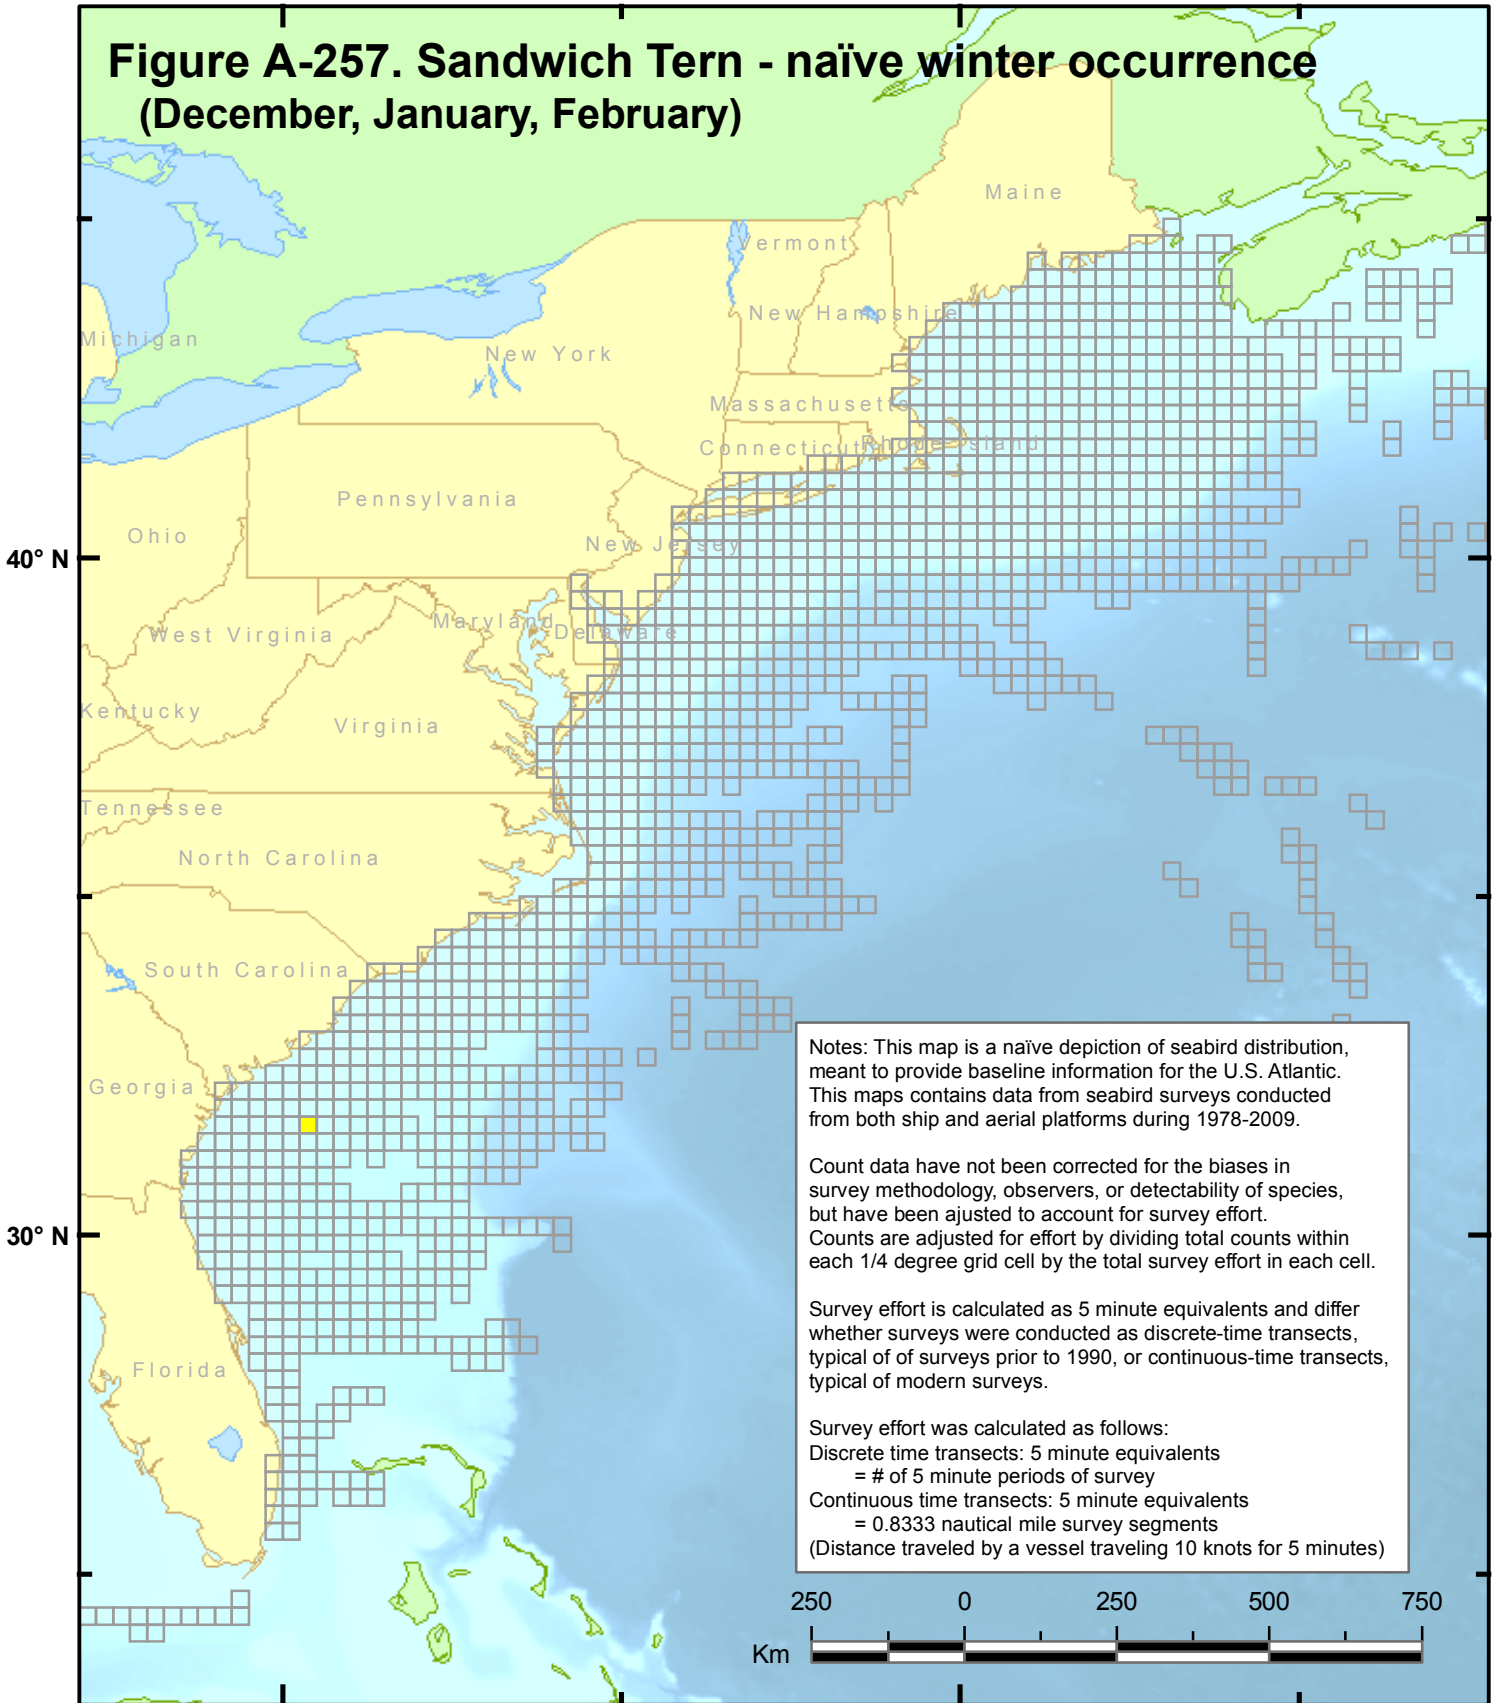 Figure A-257. Sandwich Tern - naïve winter occurrence
(December, January, February)
Maine
Vermont
New Hampshire
Michigan
New York
Massachusetts
Connecticut
Rhode Island
Pennsylvania
Ohio
New Jersey
40° N
Maryland
Delaware
West Virginia
Kentucky
Virginia
Tennessee
North Carolina
South Carolina
Georgia
30° N
Florida
Notes: This map is a naïve depiction of seabird distribution,
meant to provide baseline information for the U.S. Atlantic.
This maps contains data from seabird surveys conducted
from both ship and aerial platforms during 1978-2009.
Count data have not been corrected for the biases in
survey methodology, observers, or detectability of species,
but have been ajusted to account for survey effort.
Counts are adjusted for effort by dividing total counts within
each 1/4 degree grid cell by the total survey effort in each cell.
Survey effort is calculated as 5 minute equivalents and differ
whether surveys were conducted as discrete-time transects,
typical of of surveys prior to 1990, or continuous-time transects,
typical of modern surveys.
Survey effort was calculated as follows:
Discrete time transects: 5 minute equivalents
= # of 5 minute periods of survey
Continuous time transects: 5 minute equivalents
= 0.8333 nautical mile survey segments
(Distance traveled by a vessel traveling 10 knots for 5 minutes)
250 0 250 500 750
Km